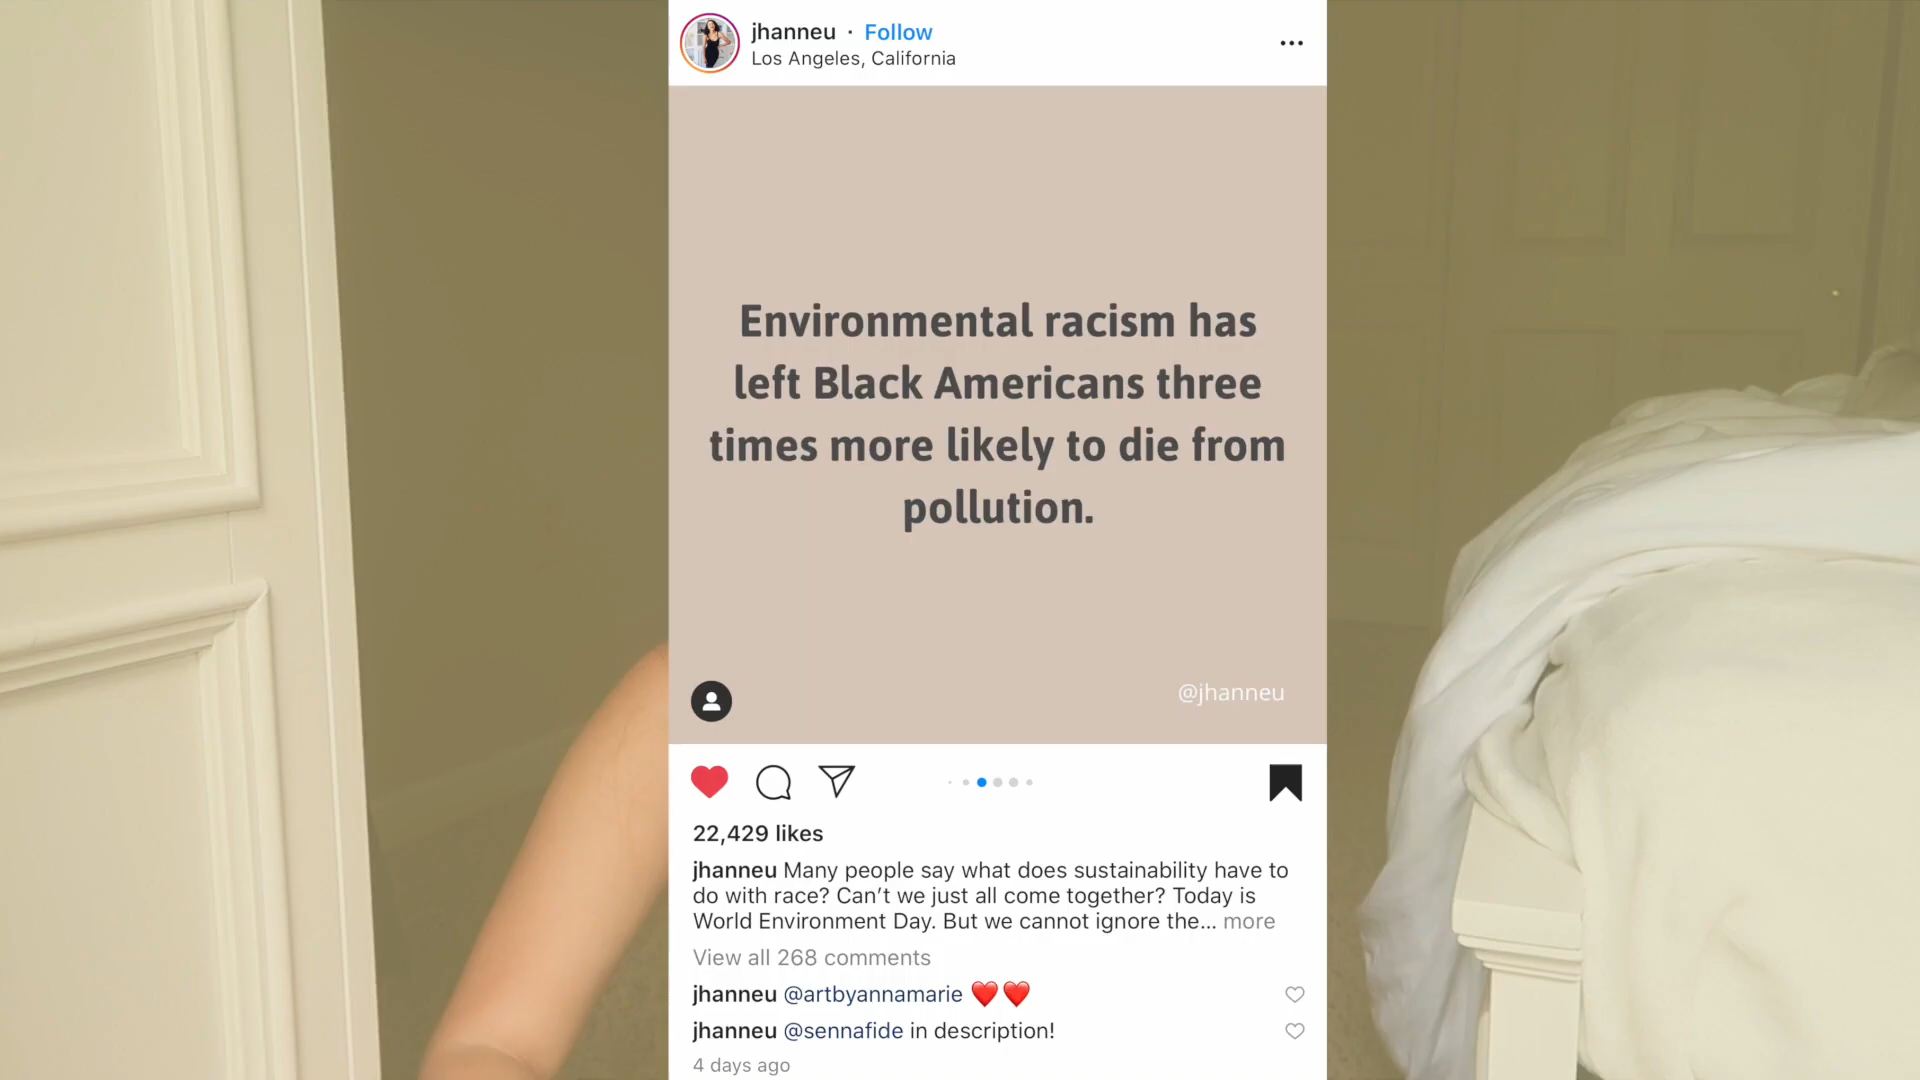 jhanneu · Follow
Los Angeles, California
Environmental racism has
left Black Americans three
times more likely to die from
pollution.
@jhanneu
22,429 likes
jhanneu Many people say what does sustainability have to
do with race? Can’t we just all come together? Today is
World Environment Day. But we cannot ignore the... more
View all 268 comments
jhanneu @artbyannamarie ❤️❤️
jhanneu @sennafide in description!
4 days ago